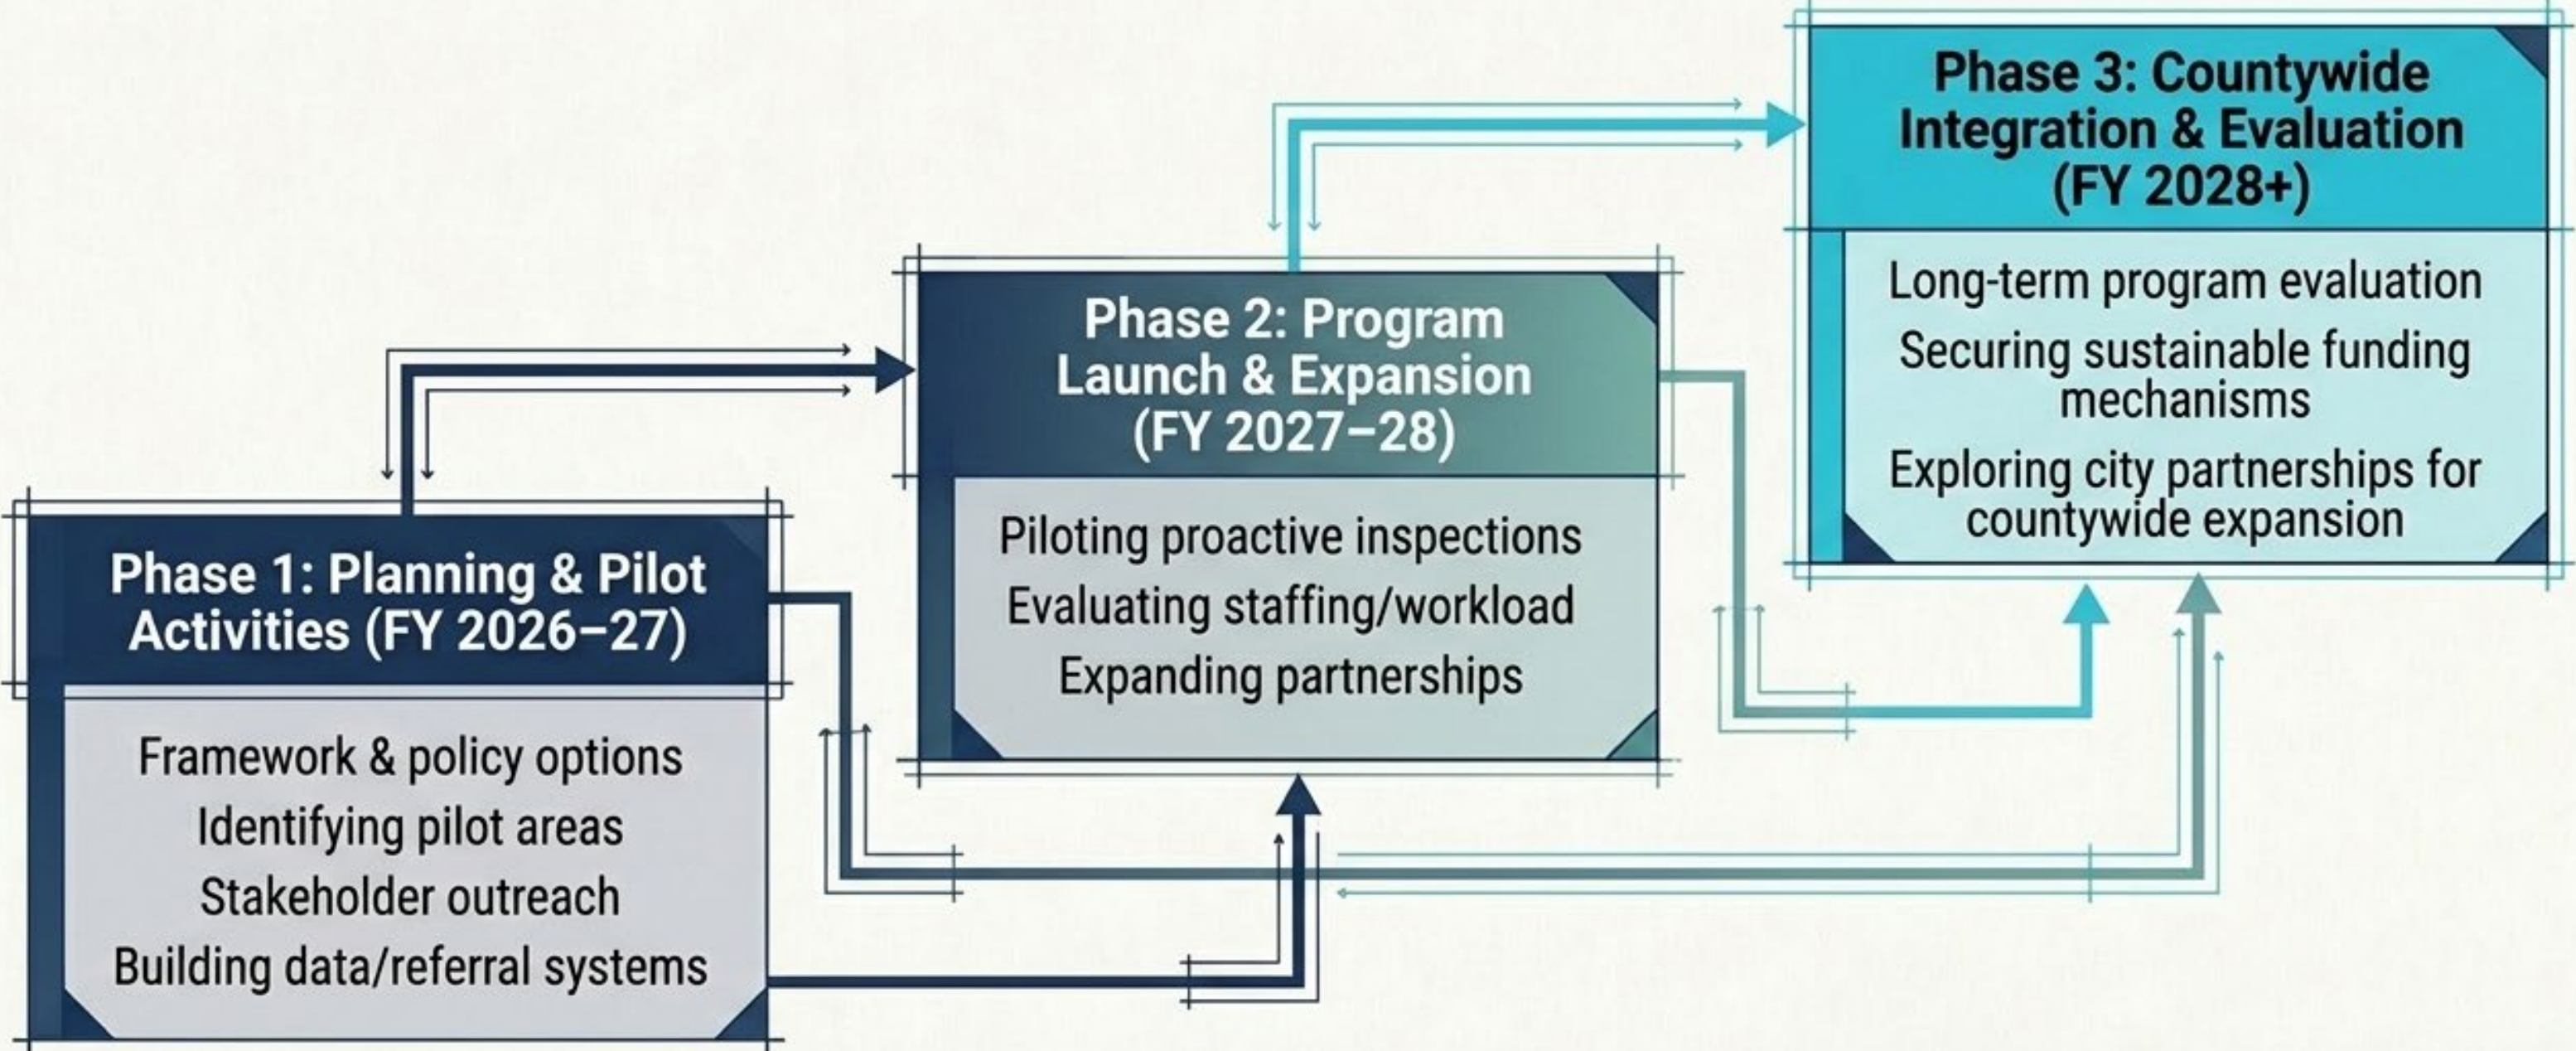 Phase 1: Planning & Pilot
Activities (FY 2026–27)
Framework & policy options
Identifying pilot areas
Stakeholder outreach
Building data/referral systems
Phase 2: Program
Launch & Expansion
(FY 2027–28)
Piloting proactive inspections
Evaluating staffing/workload
Expanding partnerships
Phase 3: Countywide
Integration & Evaluation
(FY 2028+)
Long-term program evaluation
Securing sustainable funding
mechanisms
Exploring city partnerships for
countywide expansion